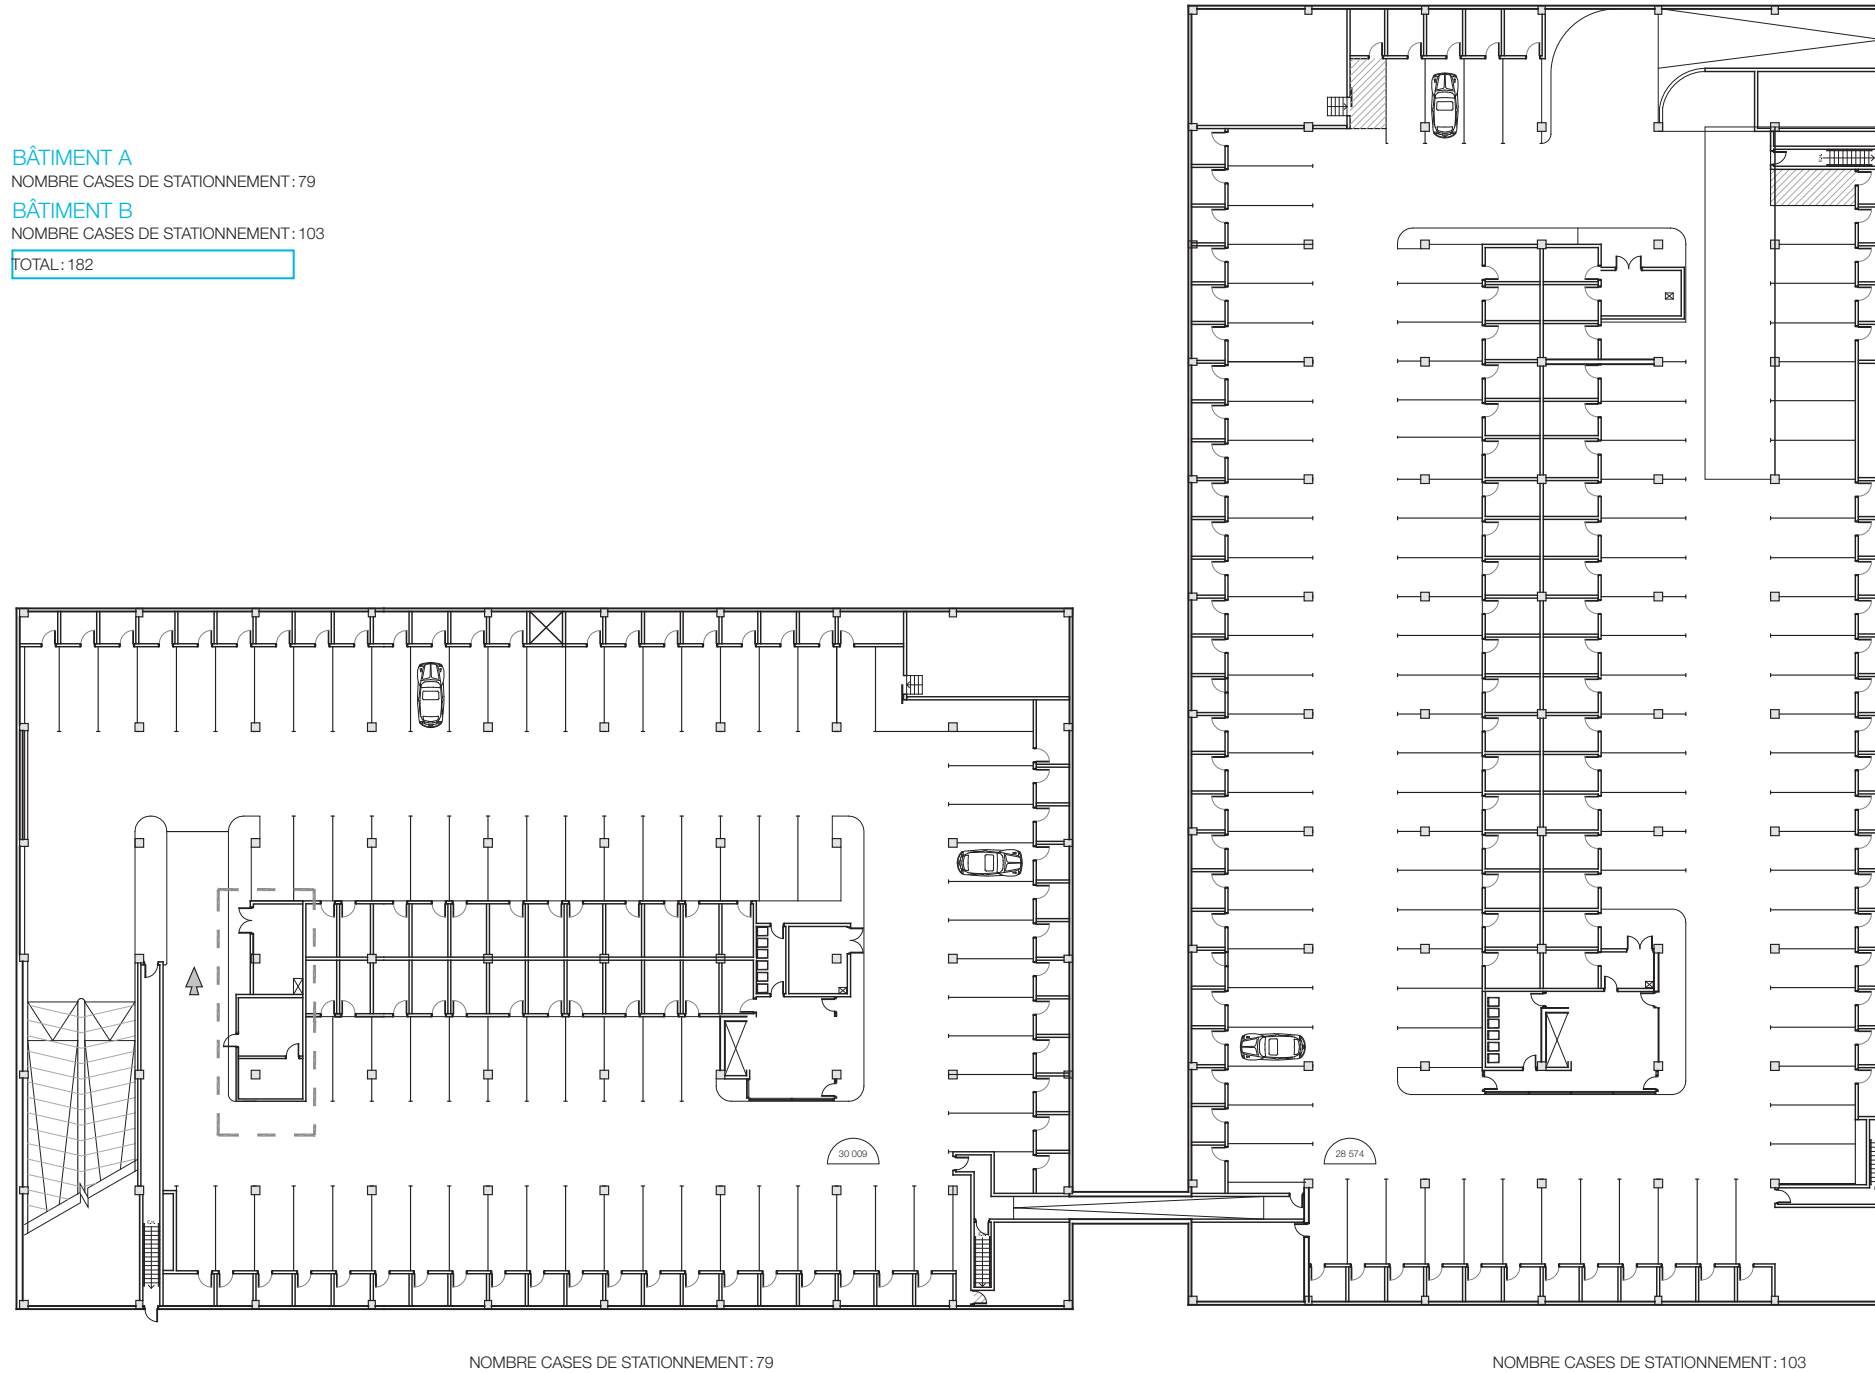 BÂTIMENT A
NOMBRE CASES DE STATIONNEMENT : 79
BÂTIMENT B
NOMBRE CASES DE STATIONNEMENT : 103
TOTAL : 182
30 009
28 574
NOMBRE CASES DE STATIONNEMENT : 79
NOMBRE CASES DE STATIONNEMENT : 103